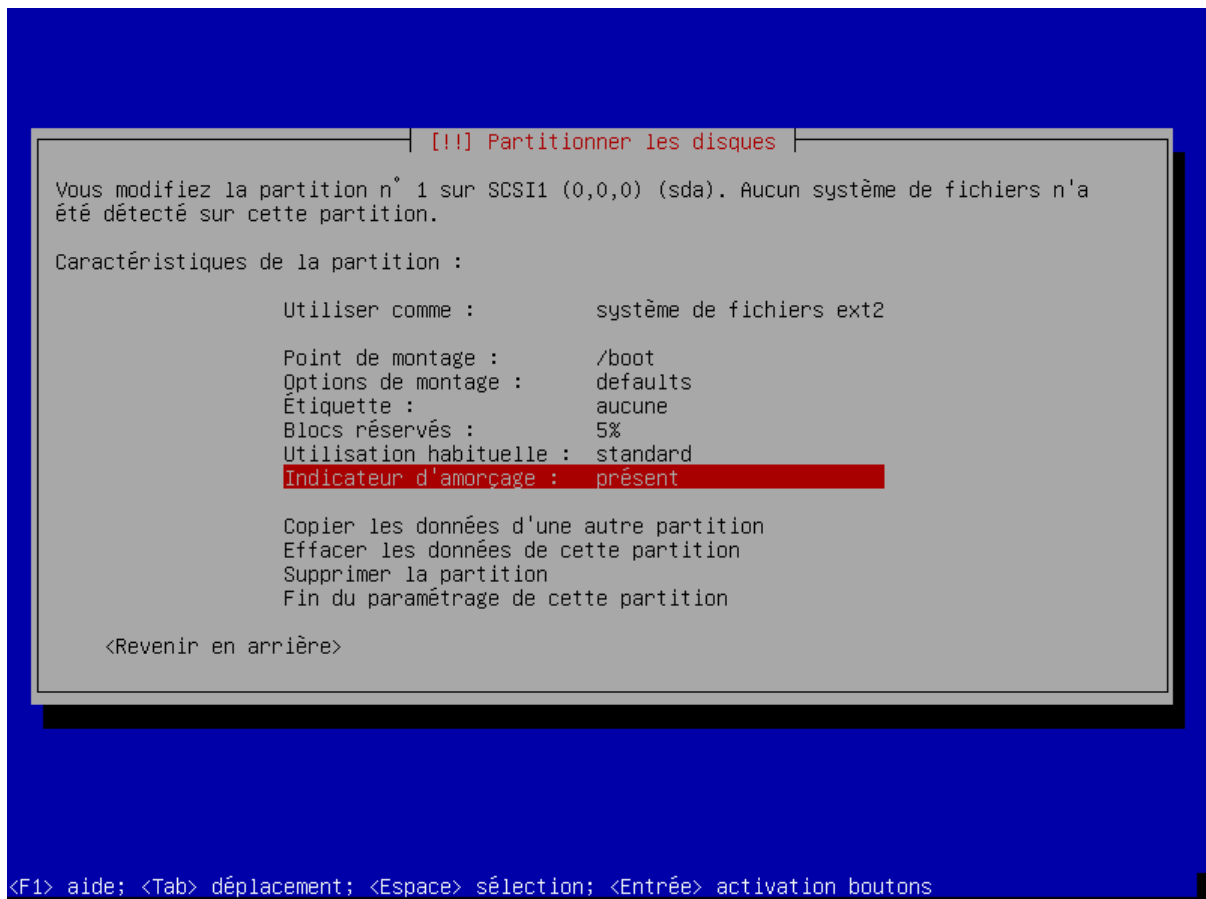 [!!] Partitionner les disques
Vous modifiez la partition n° 1 sur SCSI1 (0,0,0) (sda). Aucun système de fichiers n'a
été détecté sur cette partition.
Caractéristiques de la partition :
Utiliser comme : système de fichiers ext2
Point de montage : /boot
Options de montage : defaults
Étiquette : aucune
Blocs réservés : 5%
Utilisation habituelle : standard
Indicateur d'amorçage : présent
Copier les données d'une autre partition
Effacer les données de cette partition
Supprimer la partition
Fin du paramétrage de cette partition
<Revenir en arrière>
<F1> aide; <Tab> déplacement; <Espace> sélection; <Entrée> activation boutons